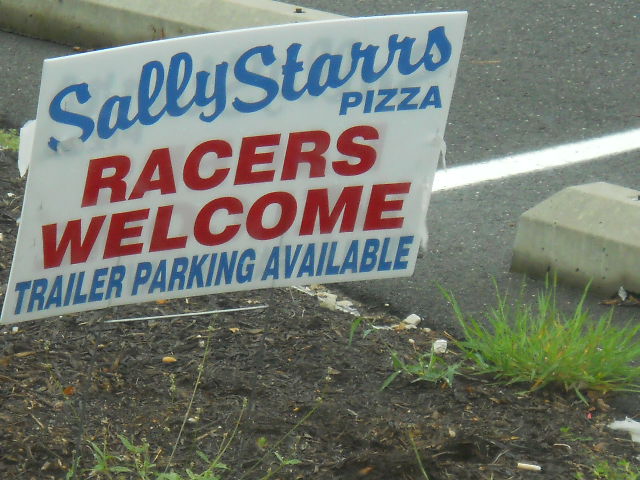 SallyStarrs
PIZZA
RACERS
WELCOME
TRAILER PARKING AVAILABLE